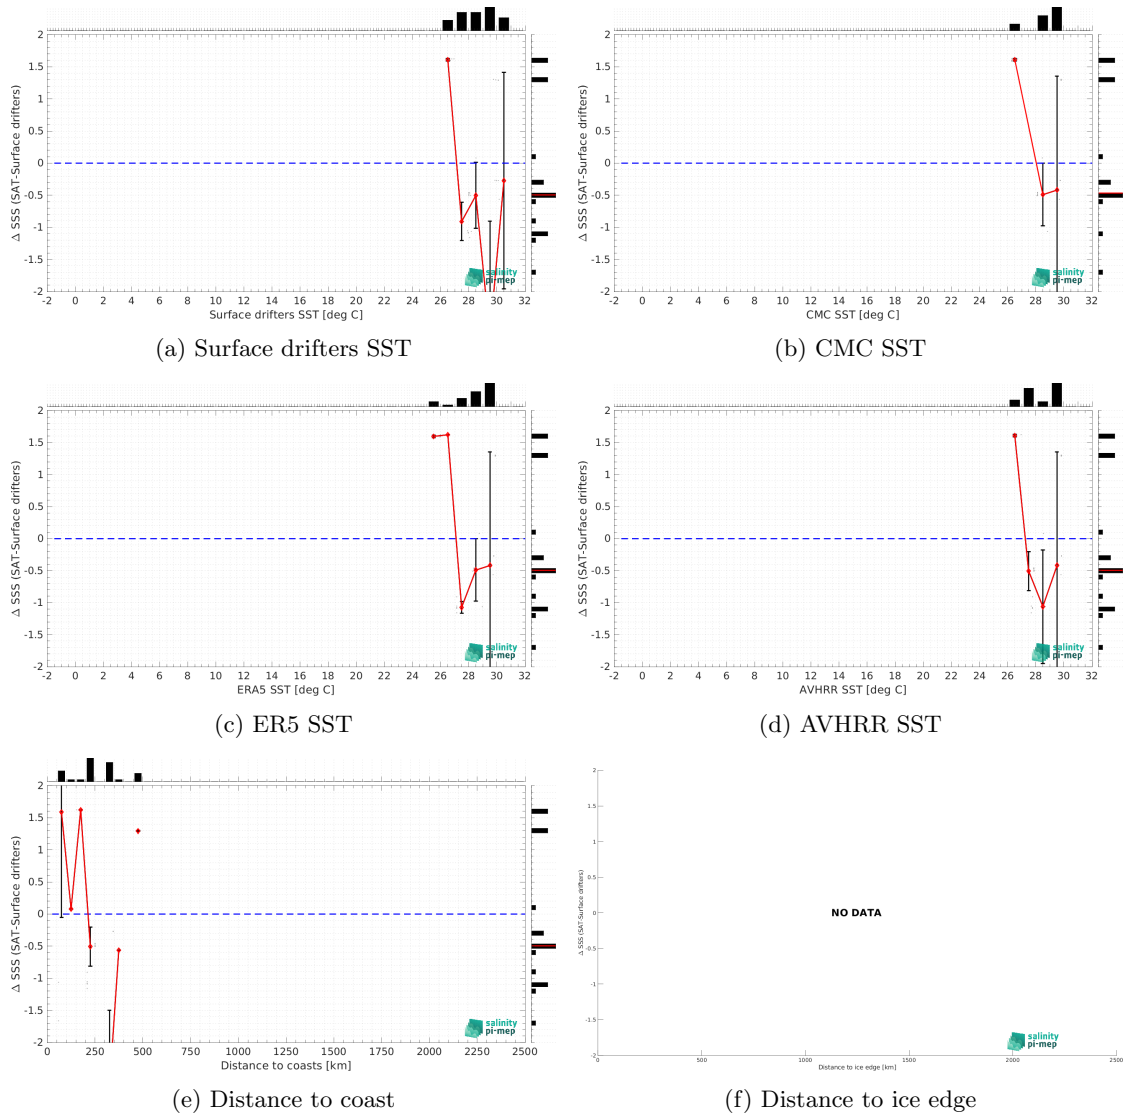 2
1.5
1
0.5
0
-0.5
-1
-1.5
-2
Δ SSS (SAT-Surface drifters)
-2 0 2 4 6 8 10 12 14 16 18 20 22 24 26 28 30 32
Surface drifters SST [deg C]
salinity
pi-mep
(a) Surface drifters SST
2
1.5
1
0.5
0
-0.5
-1
-1.5
-2
Δ SSS (SAT-Surface drifters)
-2 0 2 4 6 8 10 12 14 16 18 20 22 24 26 28 30 32
CMC SST [deg C]
salinity
pi-mep
(b) CMC SST
2
1.5
1
0.5
0
-0.5
-1
-1.5
-2
Δ SSS (SAT-Surface drifters)
-2 0 2 4 6 8 10 12 14 16 18 20 22 24 26 28 30 32
ERA5 SST [deg C]
salinity
pi-mep
(c) ER5 SST
2
1.5
1
0.5
0
-0.5
-1
-1.5
-2
Δ SSS (SAT-Surface drifters)
-2 0 2 4 6 8 10 12 14 16 18 20 22 24 26 28 30 32
AVHRR SST [deg C]
salinity
pi-mep
(d) AVHRR SST
2
1.5
1
0.5
0
-0.5
-1
-1.5
-2
Δ SSS (SAT-Surface drifters)
0 250 500 750 1000 1250 1500 1750 2000 2250 2500
Distance to coasts [km]
salinity
pi-mep
(e) Distance to coast
2
1.5
1
0.5
0
-0.5
-1
-1.5
-2
Δ SSS (SAT-Surface drifters)
NO DATA
0 500 1000 1500 2000 2500
Distance to ice edge [km]
salinity
pi-mep
(f) Distance to ice edge